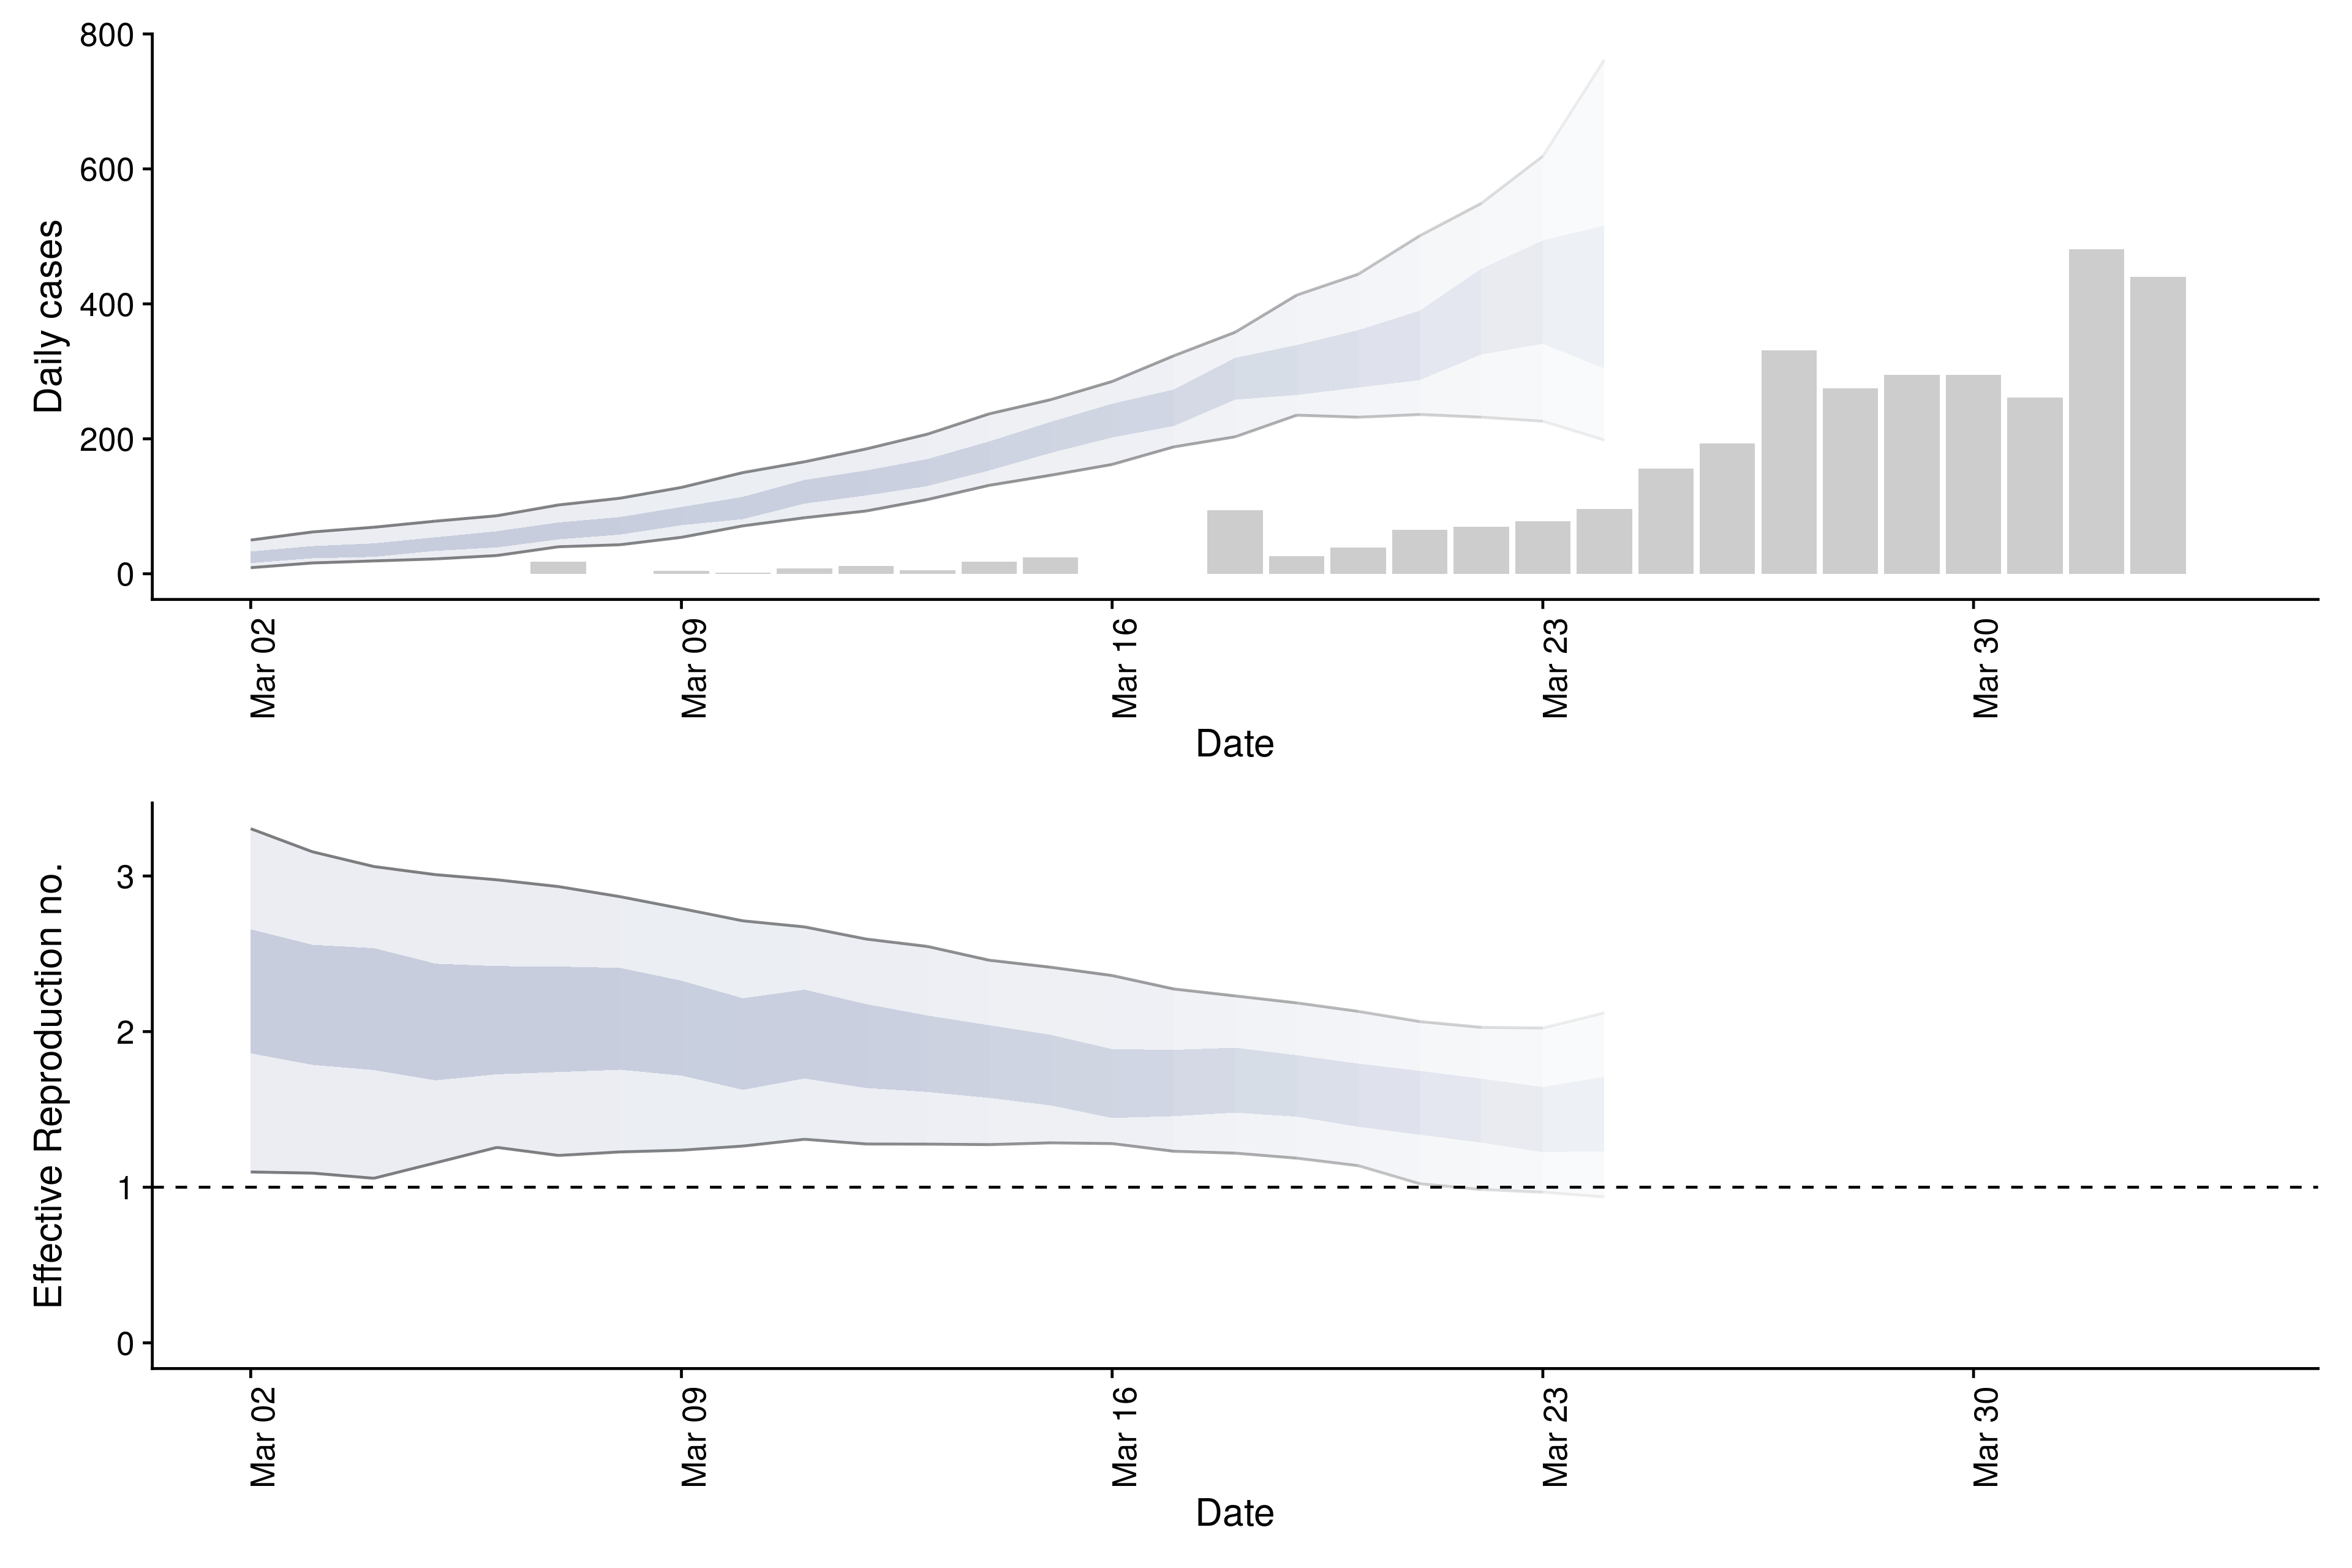 Daily cases
800
600
400
200
0
Mar 02
Mar 09
Mar 16
Mar 23
Mar 30
Date
Effective Reproduction no.
3
2
1
0
Mar 02
Mar 09
Mar 16
Mar 23
Mar 30
Date